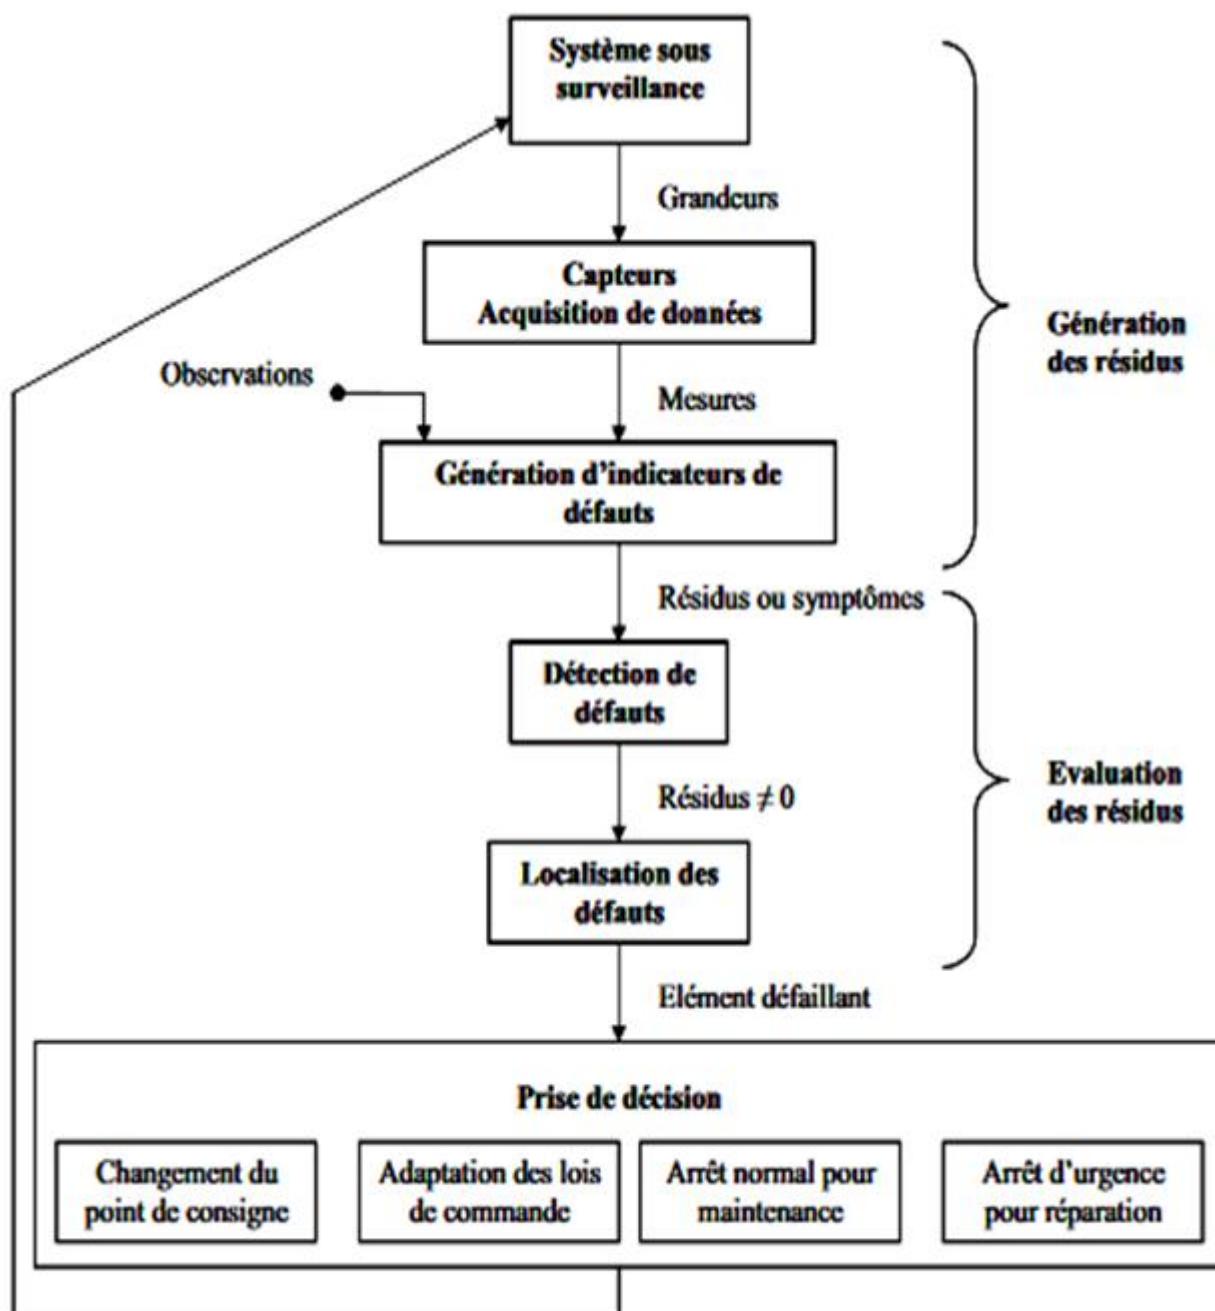 Système sous
surveillance
Grandeurs
Capteurs
Acquisition de données
Génération
des résidus
Observations
Mesures
Génération d'indicateurs de
défauts
Résidus ou symptômes
Détection de
défauts
Evaluation
des résidus
Résidus ≠ 0
Localisation des
défauts
Elément défaillant
Prise de décision
Changement du
point de consigne
Adaptation des lois
de commande
Arrêt normal pour
maintenance
Arrêt d'urgence
pour réparation